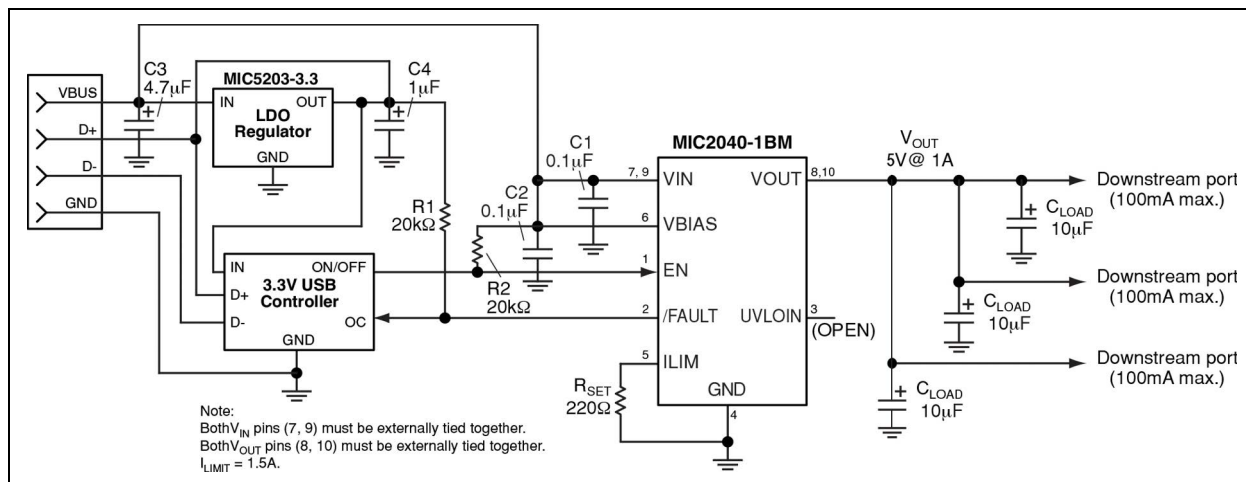 VBUS
D+
D-
GND
C3
4.7µF
+
MIC5203-3.3
IN
OUT
LDO
Regulator
GND
C4
1µF
+
R1
20kΩ
IN
ON/OFF
3.3V USB
Controller
D+
D-
OC
GND
C1
0.1µF
C2
0.1µF
R2
20kΩ
MIC2040-1BM
7, 9
VIN
VOUT
8,10
6
VBIAS
1
EN
2
/FAULT
UVLOIN
3
(OPEN)
5
ILIM
GND
4
RSET
220Ω
VOUT
5V@ 1A
+
CLOAD
10µF
Downstream port
(100mA max.)
+
CLOAD
10µF
Downstream port
(100mA max.)
+
CLOAD
10µF
Downstream port
(100mA max.)
Note:
BothVIN pins (7, 9) must be externally tied together.
BothVOUT pins (8, 10) must be externally tied together.
ILIMIT = 1.5A.